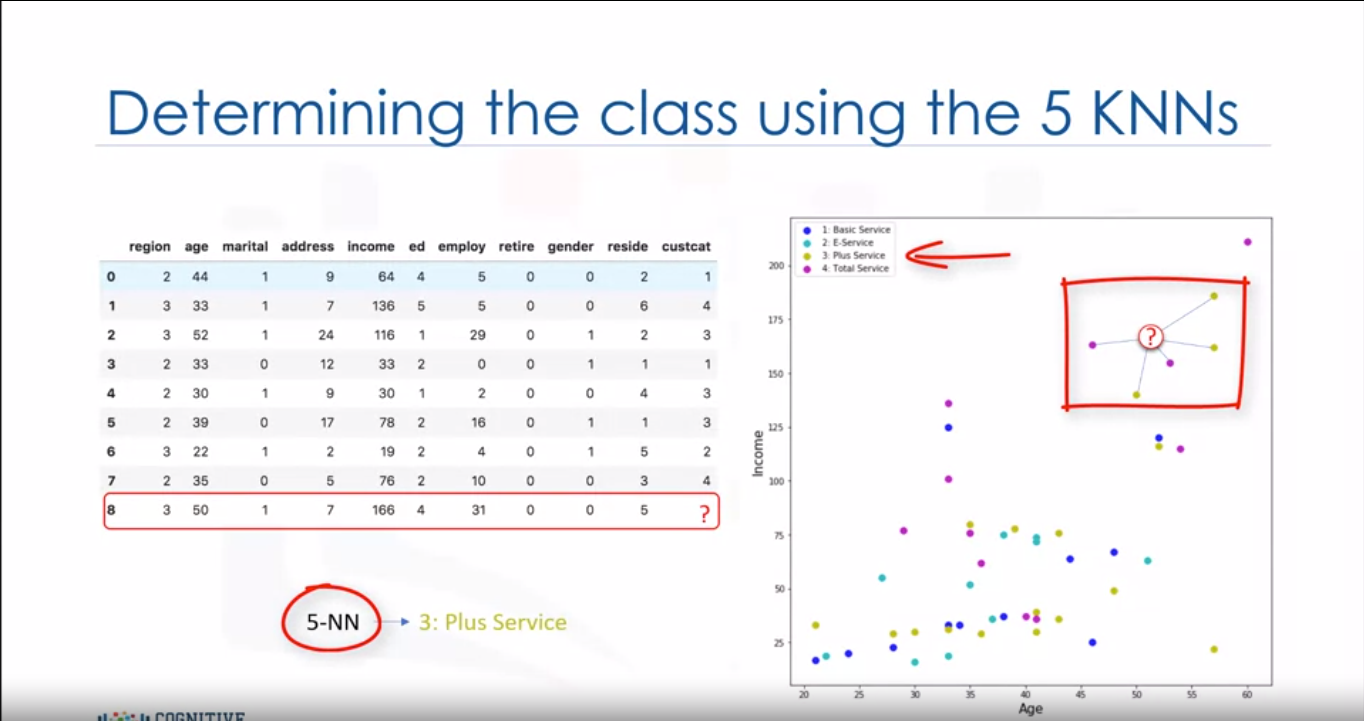 Determining the class using the 5 KNNs
region age marital address income ed employ retire gender reside custcat
0 2 44 1 9 64 4 5 0 0 2 1
1 3 33 1 7 136 5 5 0 0 6 4
2 3 52 1 24 116 1 29 0 1 2 3
3 2 33 0 12 33 2 0 0 1 1 1
4 2 30 1 9 30 1 2 0 0 4 3
5 2 39 0 17 78 2 16 0 1 1 3
6 3 22 1 2 19 2 4 0 1 5 2
7 2 35 0 5 76 2 10 0 0 3 4
8 3 50 1 7 166 4 31 0 0 5 ?
5-NN 3: Plus Service
1: Basic Service
2: E-Service
3: Plus Service
4: Total Service
?
200
175
150
125
100
75
50
25
Income
20 25 30 35 40 45 50 55 60
Age
COGNITIVE